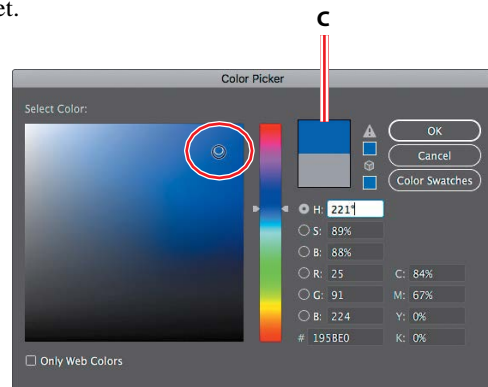 et.
C
Color Picker
Select Color:
OK
Cancel
Color Swatches
H: 221°
S: 89%
B: 88%
R: 25 C: 84%
G: 91 M: 67%
B: 224 Y: 0%
# 195BE0 K: 0%
Only Web Colors